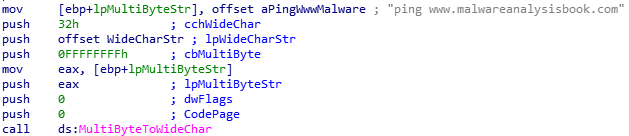 mov [ebp+lpMultiByteStr], offset aPingWwwMalware ; "ping www.malwareanalysisbook.com"
push 32h ; cchWideChar
push offset WideCharStr ; lpWideCharStr
push 0FFFFFFFFh ; cbMultiByte
mov eax, [ebp+lpMultiByteStr]
push eax ; lpMultiByteStr
push 0 ; dwFlags
push 0 ; CodePage
call ds:MultiByteToWideChar